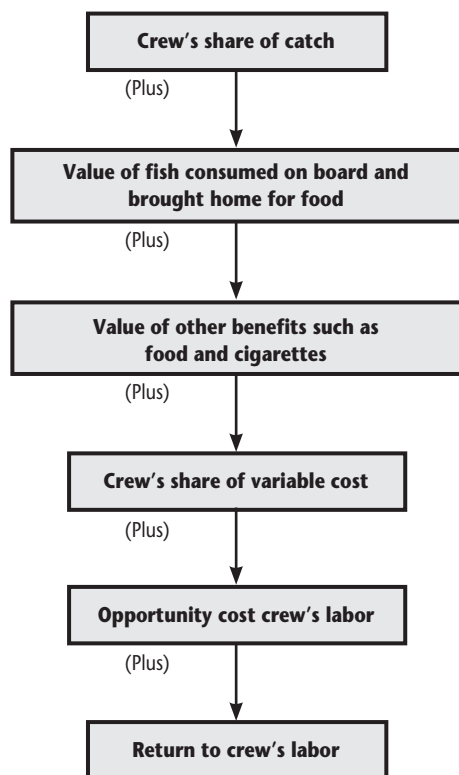 Crew's share of catch
(Plus)
Value of fish consumed on board and
brought home for food
(Plus)
Value of other benefits such as
food and cigarettes
(Plus)
Crew's share of variable cost
(Plus)
Opportunity cost crew's labor
(Plus)
Return to crew's labor